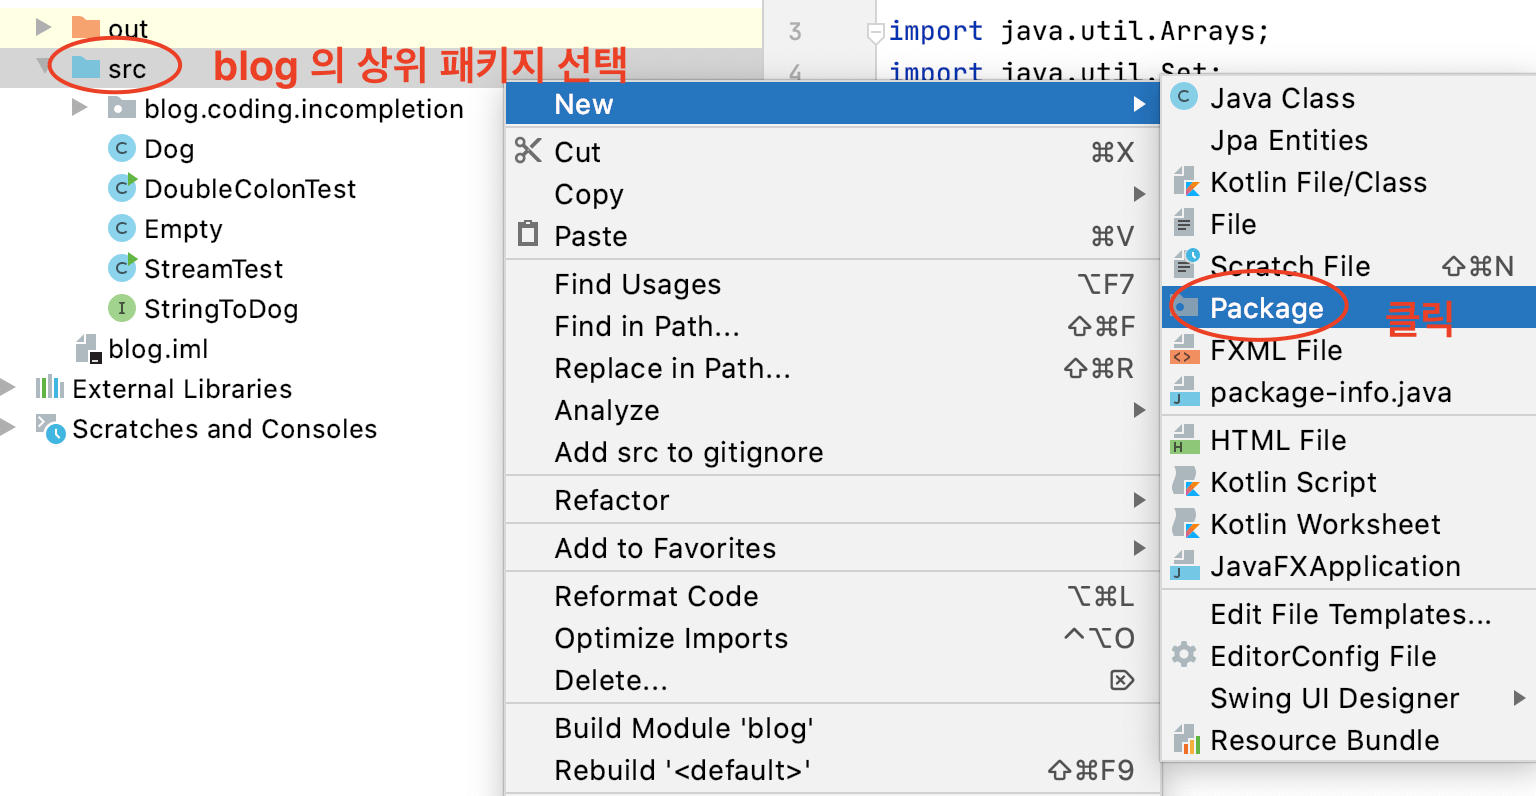 out
src
blog 의 상위 패키지 선택
blog.coding.incompletion
C Dog
C DoubleColonTest
C Empty
C StreamTest
I StringToDog
blog.iml
External Libraries
Scratches and Consoles
3 import java.util.Arrays;
4 import java.util.Set;
New
Cut ⌘X
Copy
Paste ⌘V
Find Usages ⌥F7
Find in Path... ⇧⌘F
Replace in Path... ⇧⌘R
Analyze
Add src to gitignore
Refactor
Add to Favorites
Reformat Code ⌥⌘L
Optimize Imports ^⌥O
Delete... ⌦
Build Module 'blog'
Rebuild '<default>' ⇧⌘F9
C Java Class
Jpa Entities
Kotlin File/Class
File
Scratch File ⇧⌘N
Package 클릭
FXML File
J package-info.java
H HTML File
Kotlin Script
Kotlin Worksheet
J JavaFXApplication
Edit File Templates...
EditorConfig File
Swing UI Designer
Resource Bundle